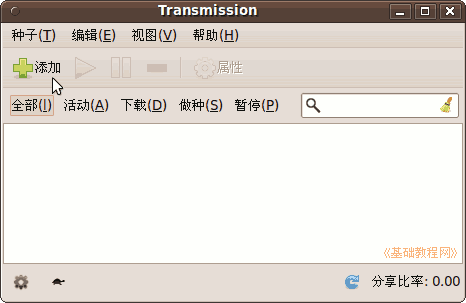 Transmission
种子(T) 编辑(E) 视图(V) 帮助(H)
添加 属性
全部(l) 活动(A) 下载(D) 做种(S) 暂停(P)
《基础教程网》
分享比率: 0.00